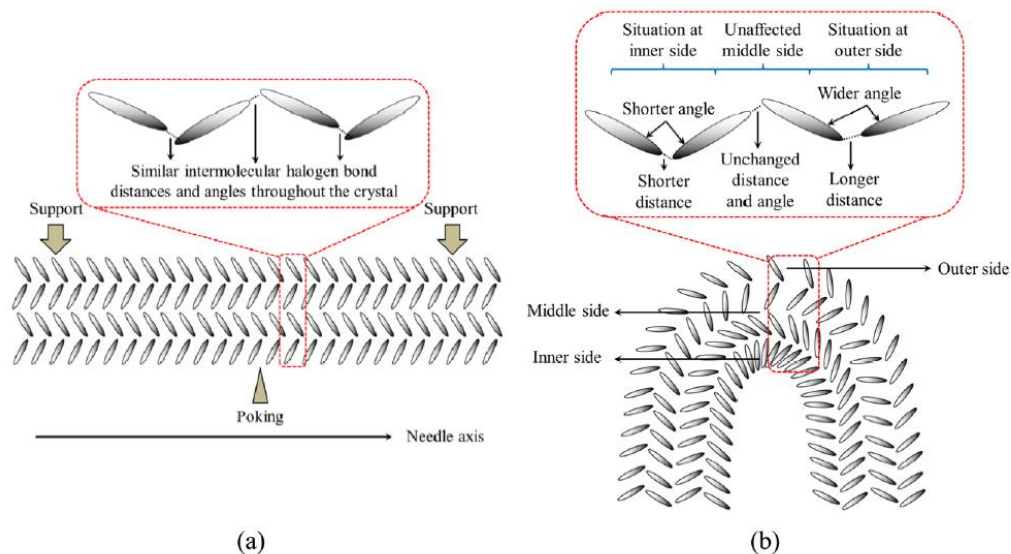 Similar intermolecular halogen bond
distances and angles throughout the crystal
Support
Support
Poking
Needle axis
(a)
Situation at
inner side
Unaffected
middle side
Situation at
outer side
Shorter angle
Wider angle
Shorter
distance
Unchanged
distance
and angle
Longer
distance
Outer side
Middle side
Inner side
(b)